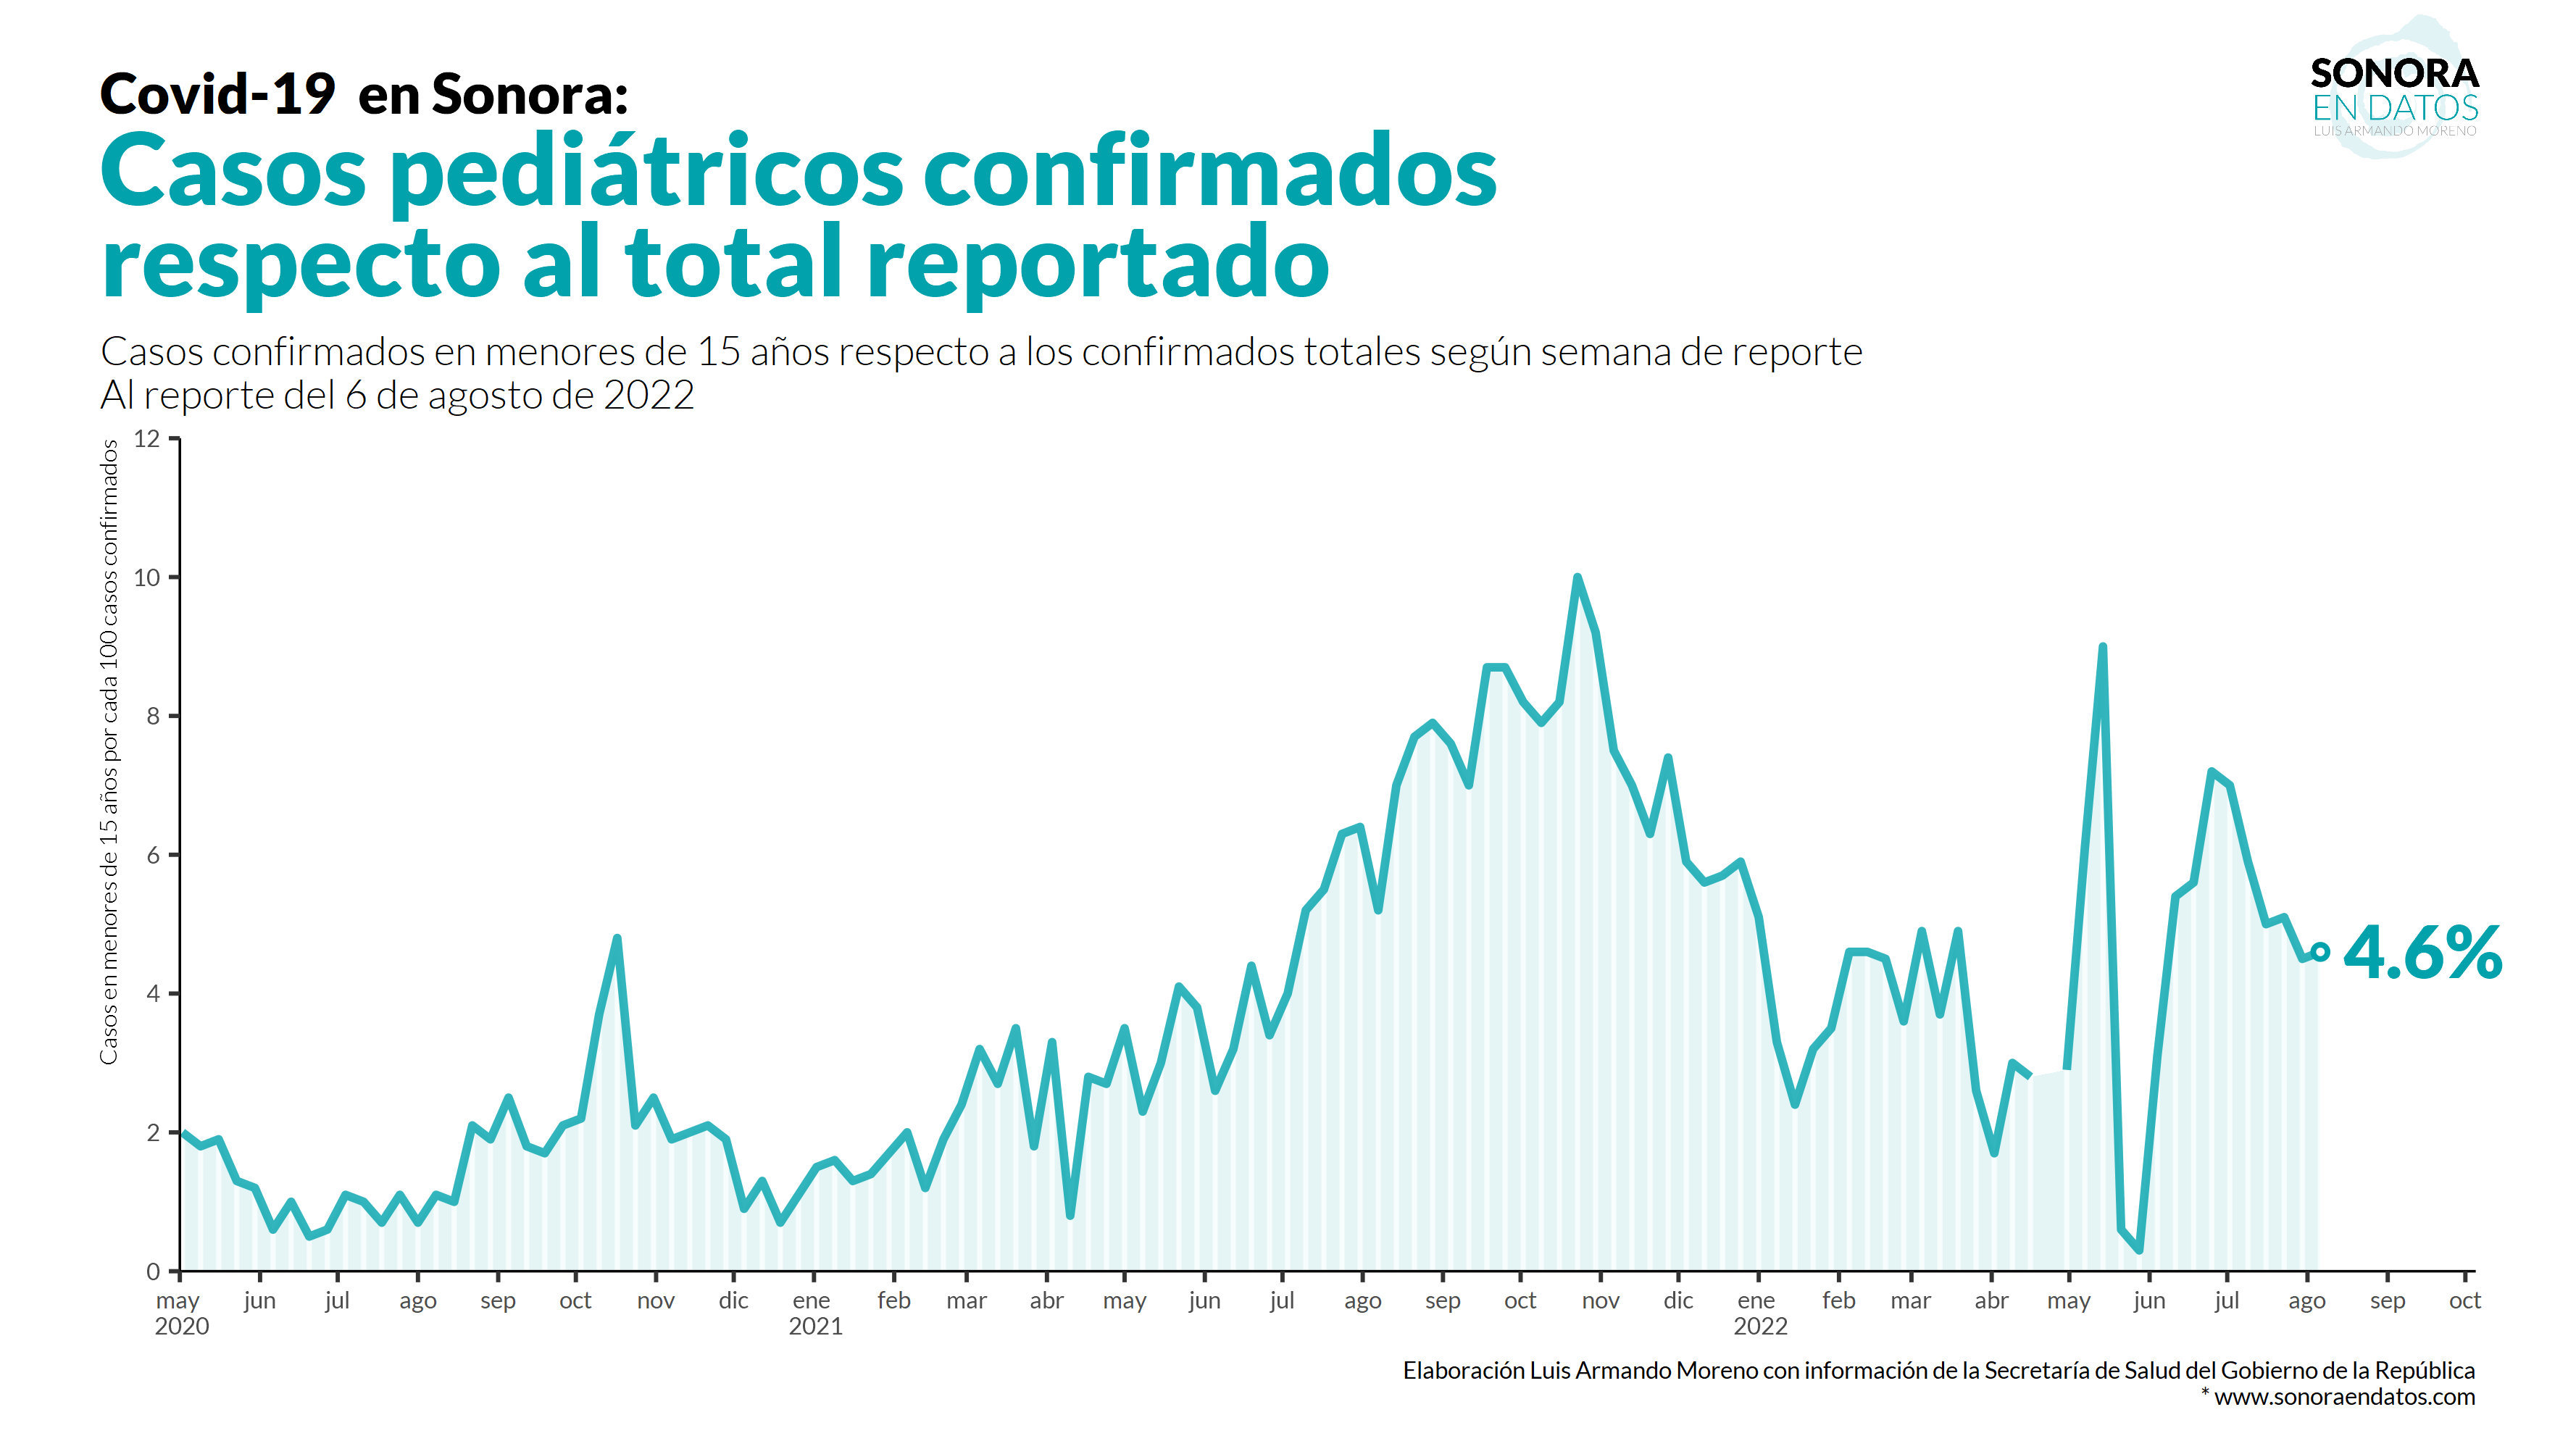 Covid-19 en Sonora:
Casos pediátricos confirmados
respecto al total reportado
Casos confirmados en menores de 15 años respecto a los confirmados totales según semana de reporte
Al reporte del 6 de agosto de 2022
SONORA
EN DATOS
LUIS ARMANDO MORENO
Casos en menores de 15 años por cada 100 casos confirmados
12
10
8
6
4
2
0
4.6%
may jun jul ago sep oct nov dic ene feb mar abr may jun jul ago sep oct nov dic ene feb mar abr may jun jul ago sep oct
2020 2021 2022
Elaboración Luis Armando Moreno con información de la Secretaría de Salud del Gobierno de la República
* www.sonoraendatos.com